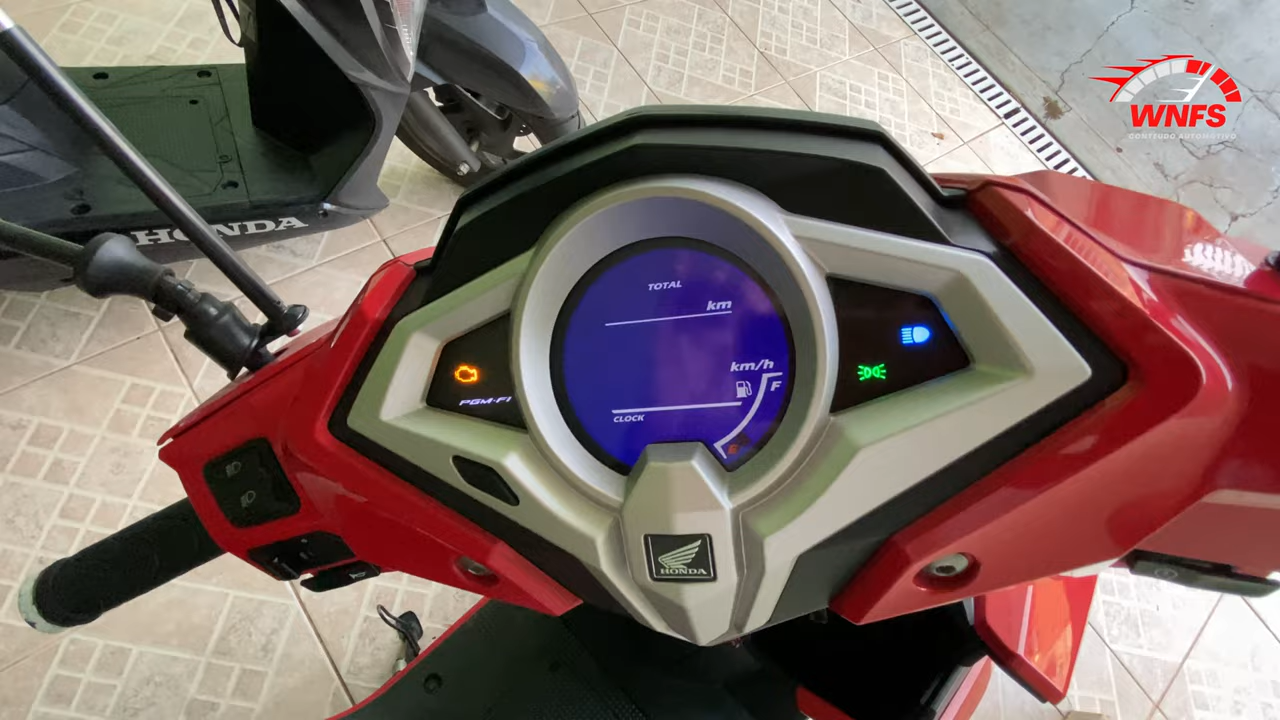 WNFS
CONTEÚDO AUTOMOTIVO
HONDA
TOTAL
km
km/h
F
E
CLOCK
PGM-FI
HONDA